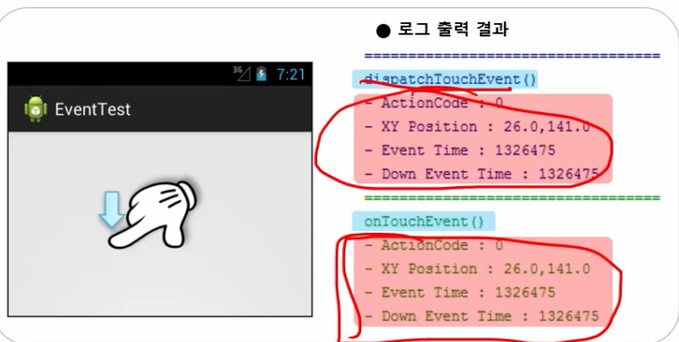 ● 로그 출력 결과
3G 7:21
EventTest
=====================================
dispatchTouchEvent()
- ActionCode : 0
- XY Position : 26.0,141.0
- Event Time : 1326475
- Down Event Time : 1326475
=====================================
onTouchEvent()
- ActionCode : 0
- XY Position : 26.0,141.0
- Event Time : 1326475
- Down Event Time : 1326475